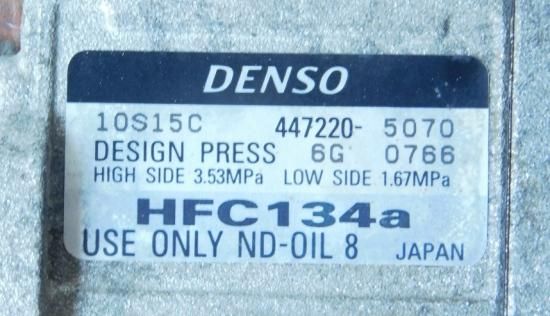 DENSO
10S15C 447220- 5070
DESIGN PRESS 6G 0766
HIGH SIDE 3.53MPa LOW SIDE 1.67MPa
HFC134a
USE ONLY ND-OIL 8 JAPAN